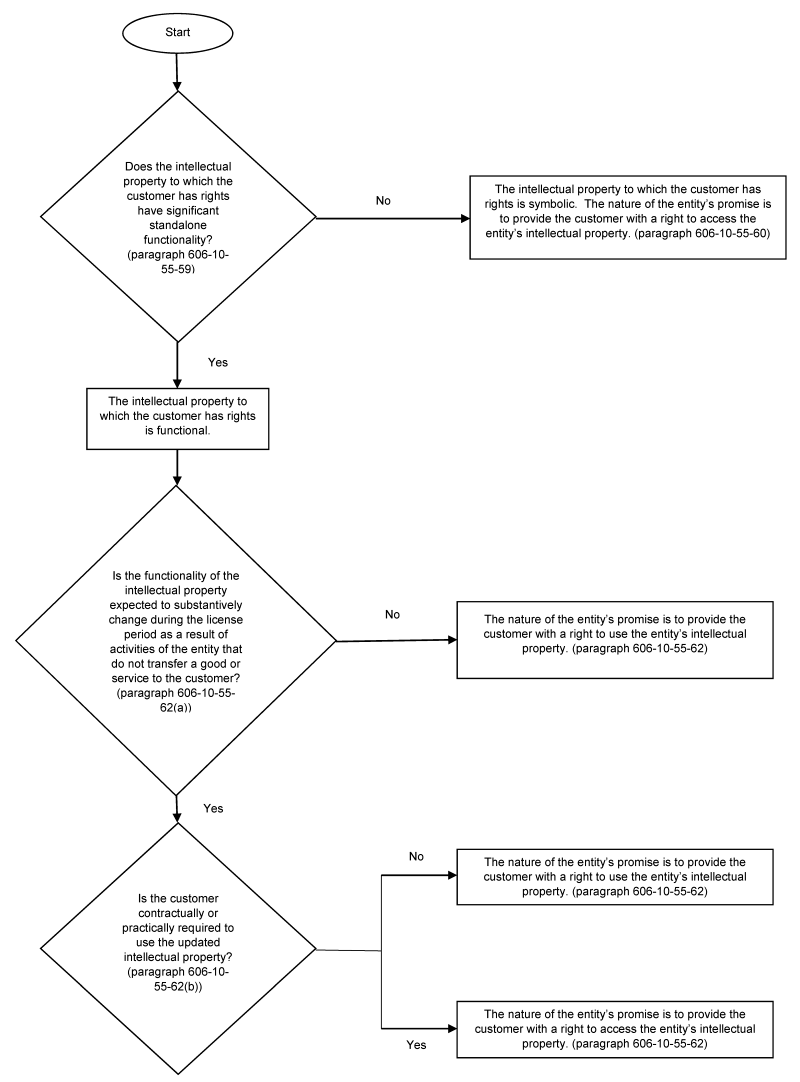 Start
Does the intellectual
property to which the
customer has rights
have significant
standalone
functionality?
(paragraph 606-10-
55-59)
No
The intellectual property to which the customer has
rights is symbolic.  The nature of the entity’s promise is
to provide the customer with a right to access the
entity’s intellectual property. (paragraph 606-10-55-60)
Yes
The intellectual property to
which the customer has rights
is functional.
Is the functionality of the
intellectual property
expected to substantively
change during the license
period as a result of
activities of the entity that
do not transfer a good or
service to the customer?
(paragraph 606-10-55-
62(a))
No
The nature of the entity’s promise is to provide the
customer with a right to use the entity’s intellectual
property. (paragraph 606-10-55-62)
Yes
Is the customer
contractually or
practically required to
use the updated
intellectual property?
(paragraph 606-10-
55-62(b))
No
The nature of the entity’s promise is to provide the
customer with a right to use the entity’s intellectual
property. (paragraph 606-10-55-62)
Yes
The nature of the entity’s promise is to provide the
customer with a right to access the entity’s intellectual
property. (paragraph 606-10-55-62)